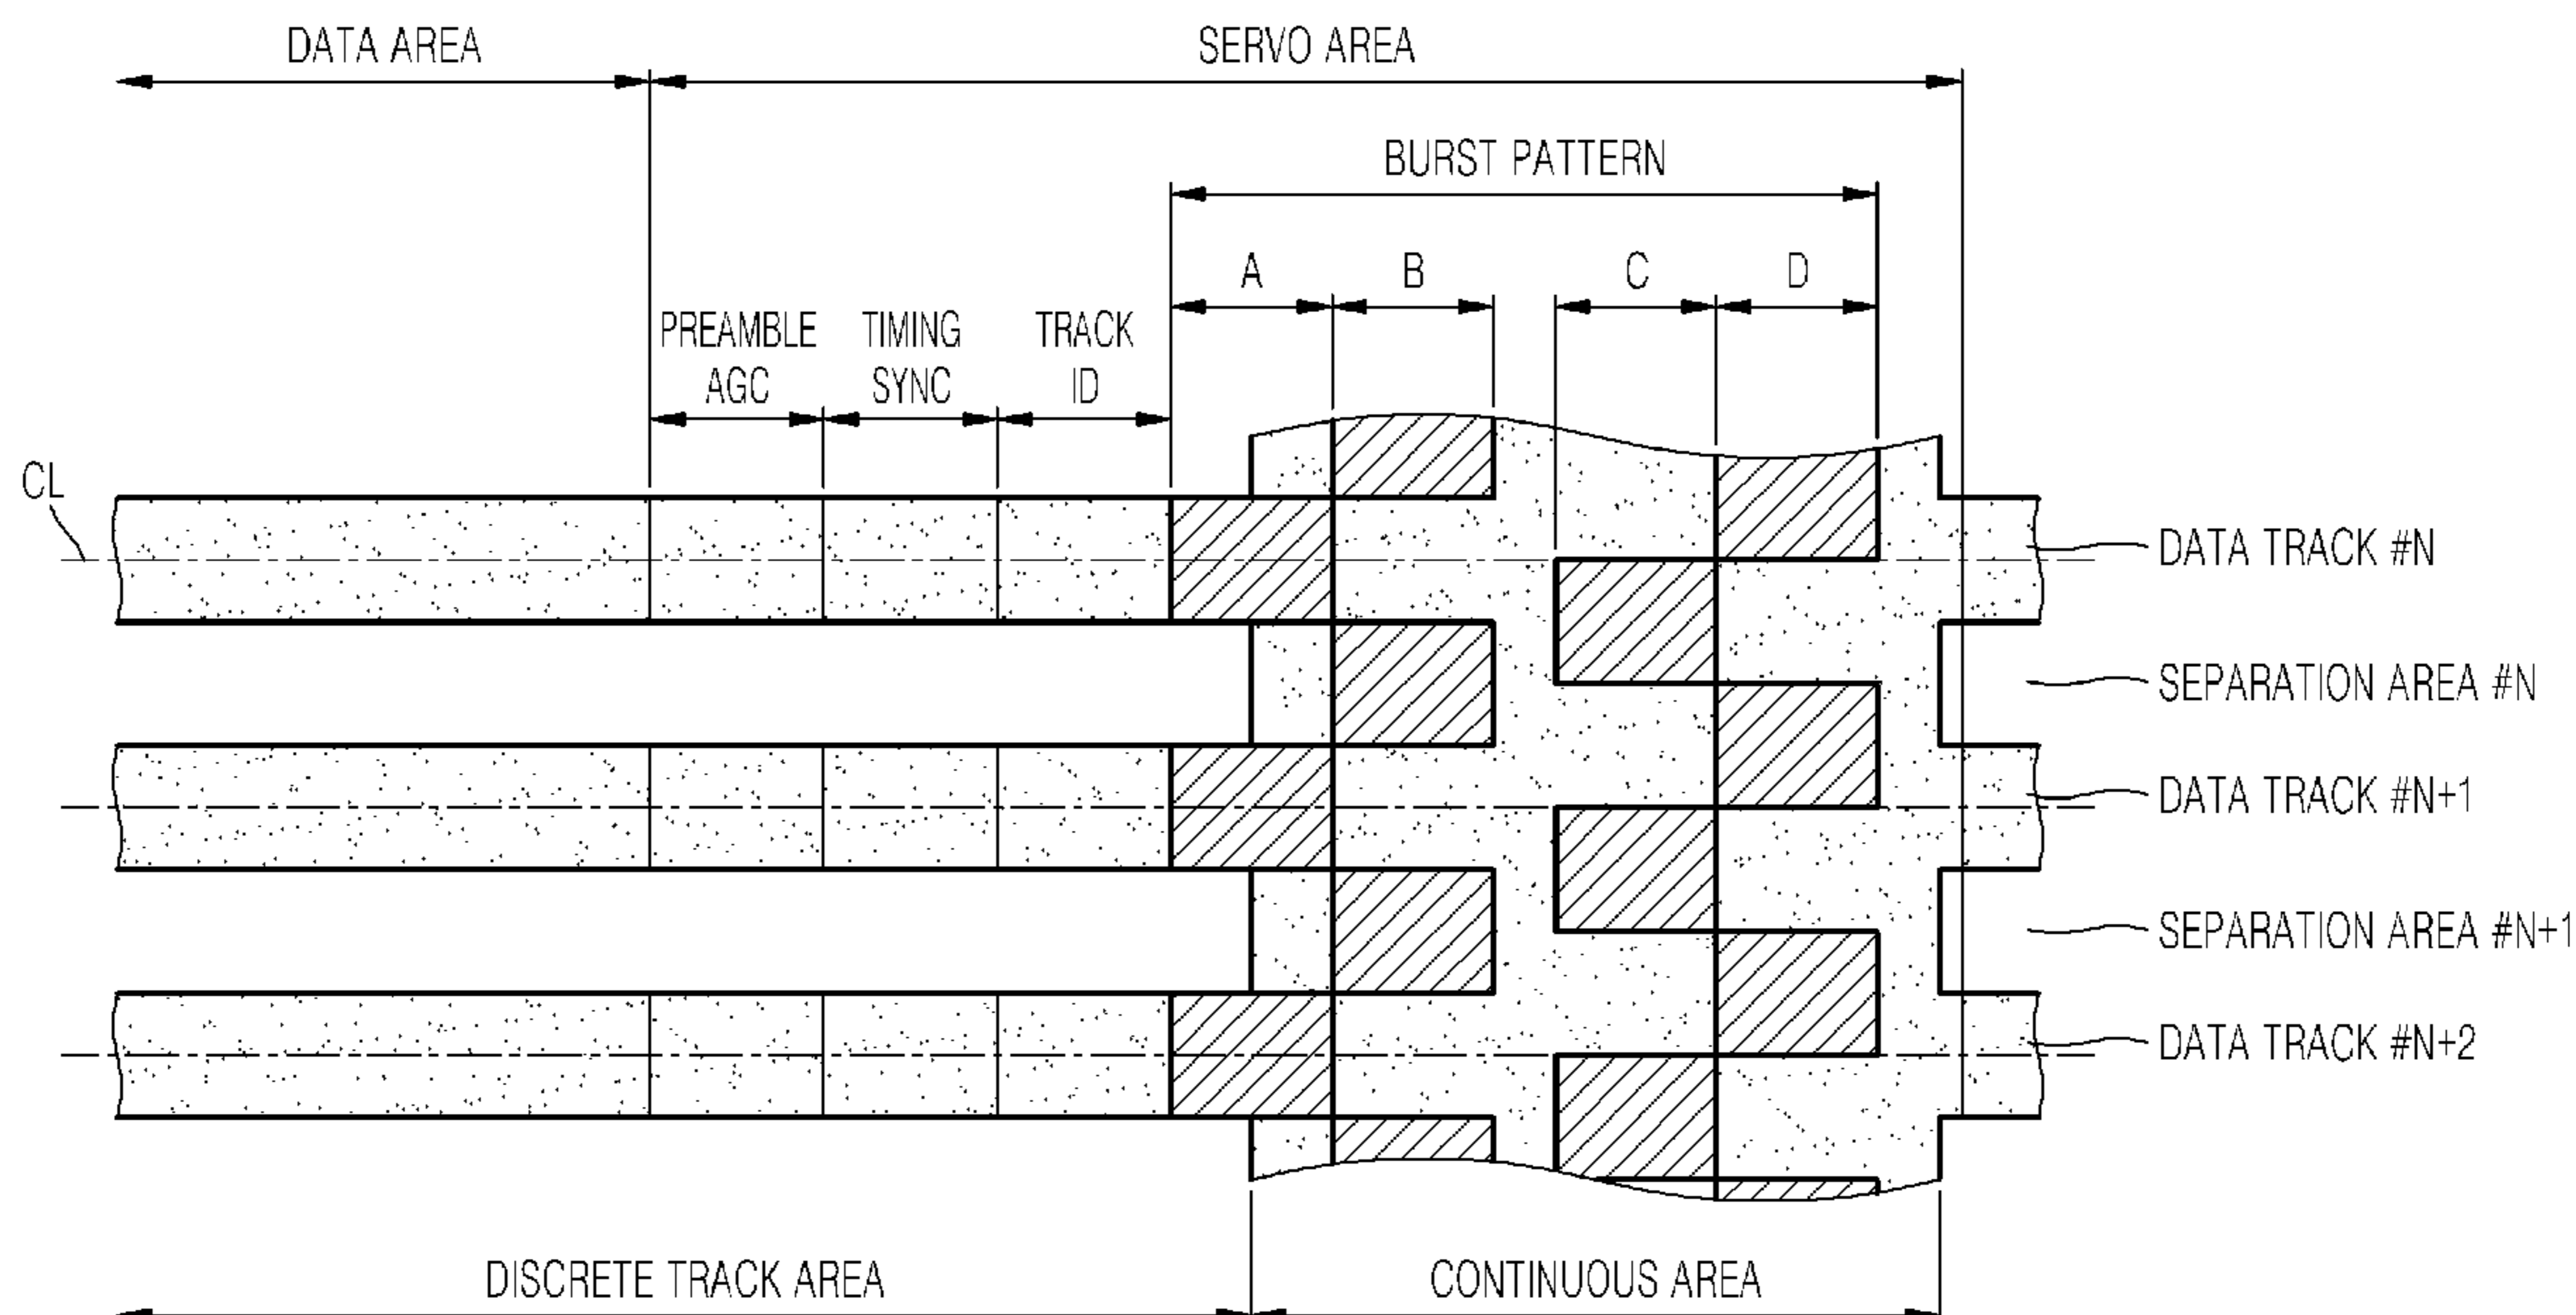 DATA AREA
SERVO AREA
BURST PATTERN
A
B
C
D
PREAMBLE
AGC
TIMING
SYNC
TRACK
ID
CL
DATA TRACK #N
SEPARATION AREA #N
DATA TRACK #N+1
SEPARATION AREA #N+1
DATA TRACK #N+2
DISCRETE TRACK AREA
CONTINUOUS AREA